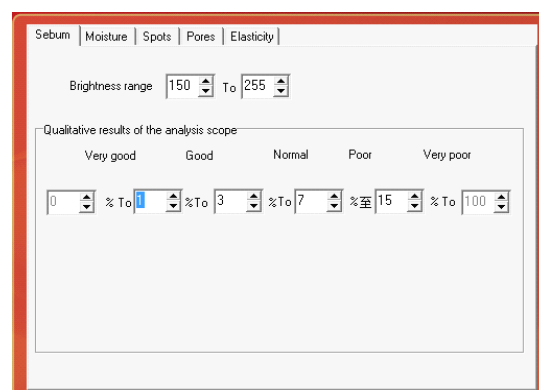 Sebum Moisture Spots Pores Elasticity
Brightness range 150 To 255
Qualitative results of the analysis scope
Very good Good Normal Poor Very poor
0 % To 1 %To 3 %To 7 %至 15 % To 100